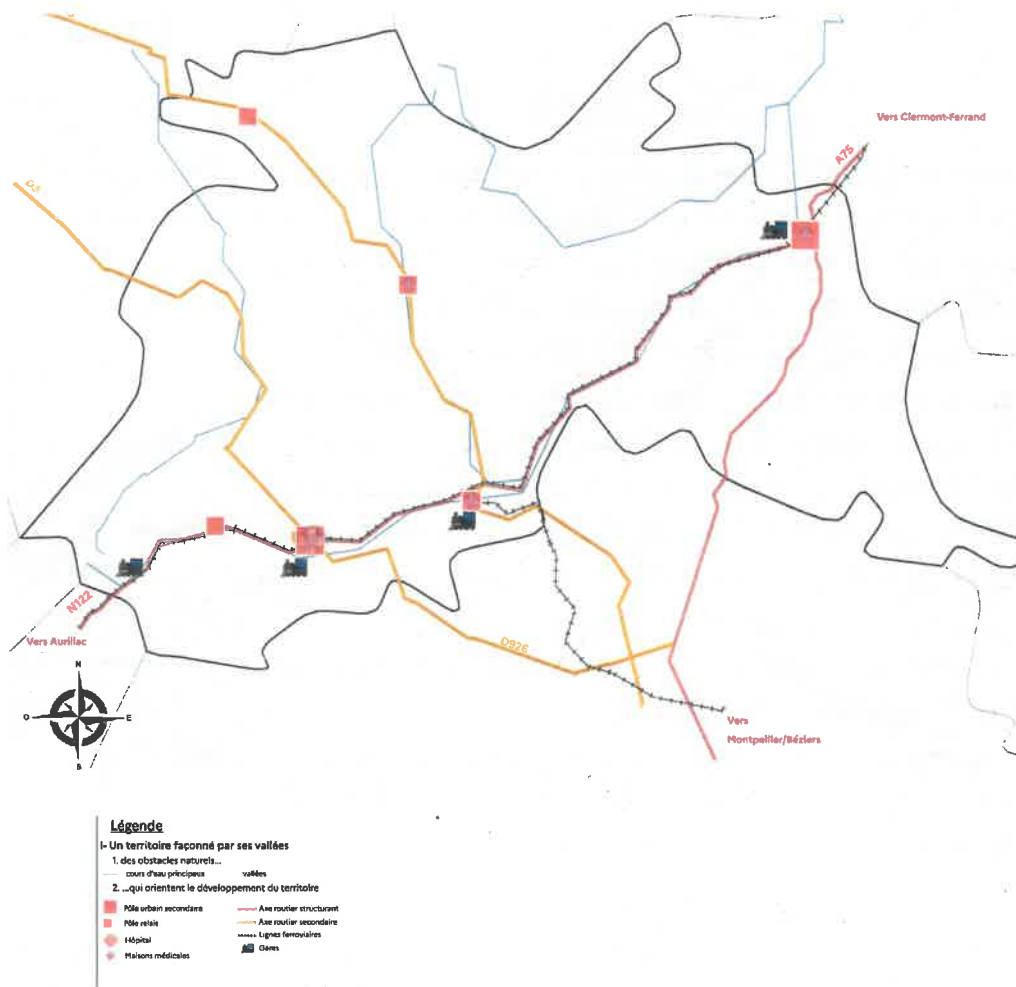 Vers Clermont-Ferrand
A75
D.3
N122
Vers Aurillac
D926
Vers
Montpellier/Béziers
N
O
E
Légende
I- Un territoire façonné par ses vallées
1. des obstacles naturels...
cours d'eau principaux
vallées
2. ...qui orientent le développement du territoire
Pôle urbain secondaire
Axe routier structurant
Pôle relais
Axe routier secondaire
Lignes ferroviaires
Hôpital
Gares
Maisons médicales